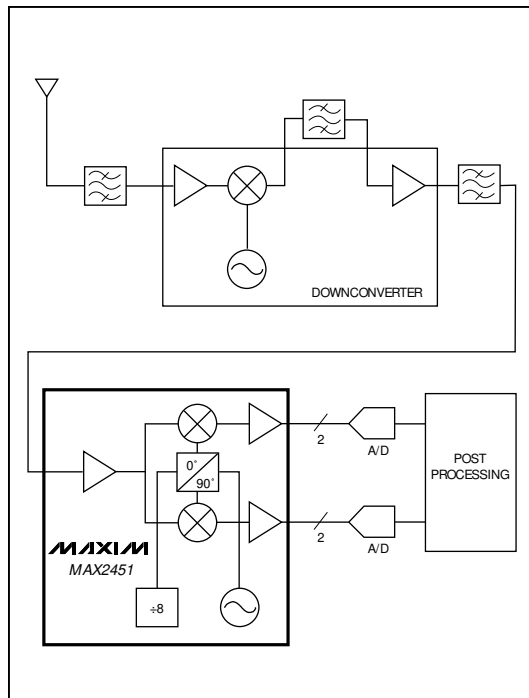 DOWNCONVERTER
0°
90°
MAXIM
MAX2451
÷8
2
A/D
2
A/D
POST
PROCESSING